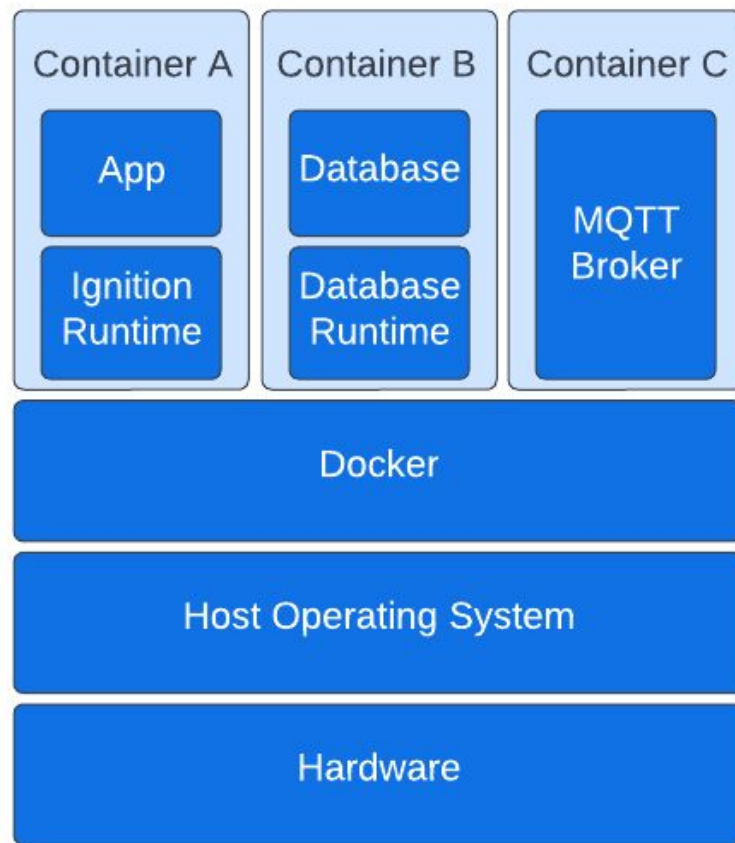 Container A
App
Ignition
Runtime
Container B
Database
Database
Runtime
Container C
MQTT
Broker
Docker
Host Operating System
Hardware